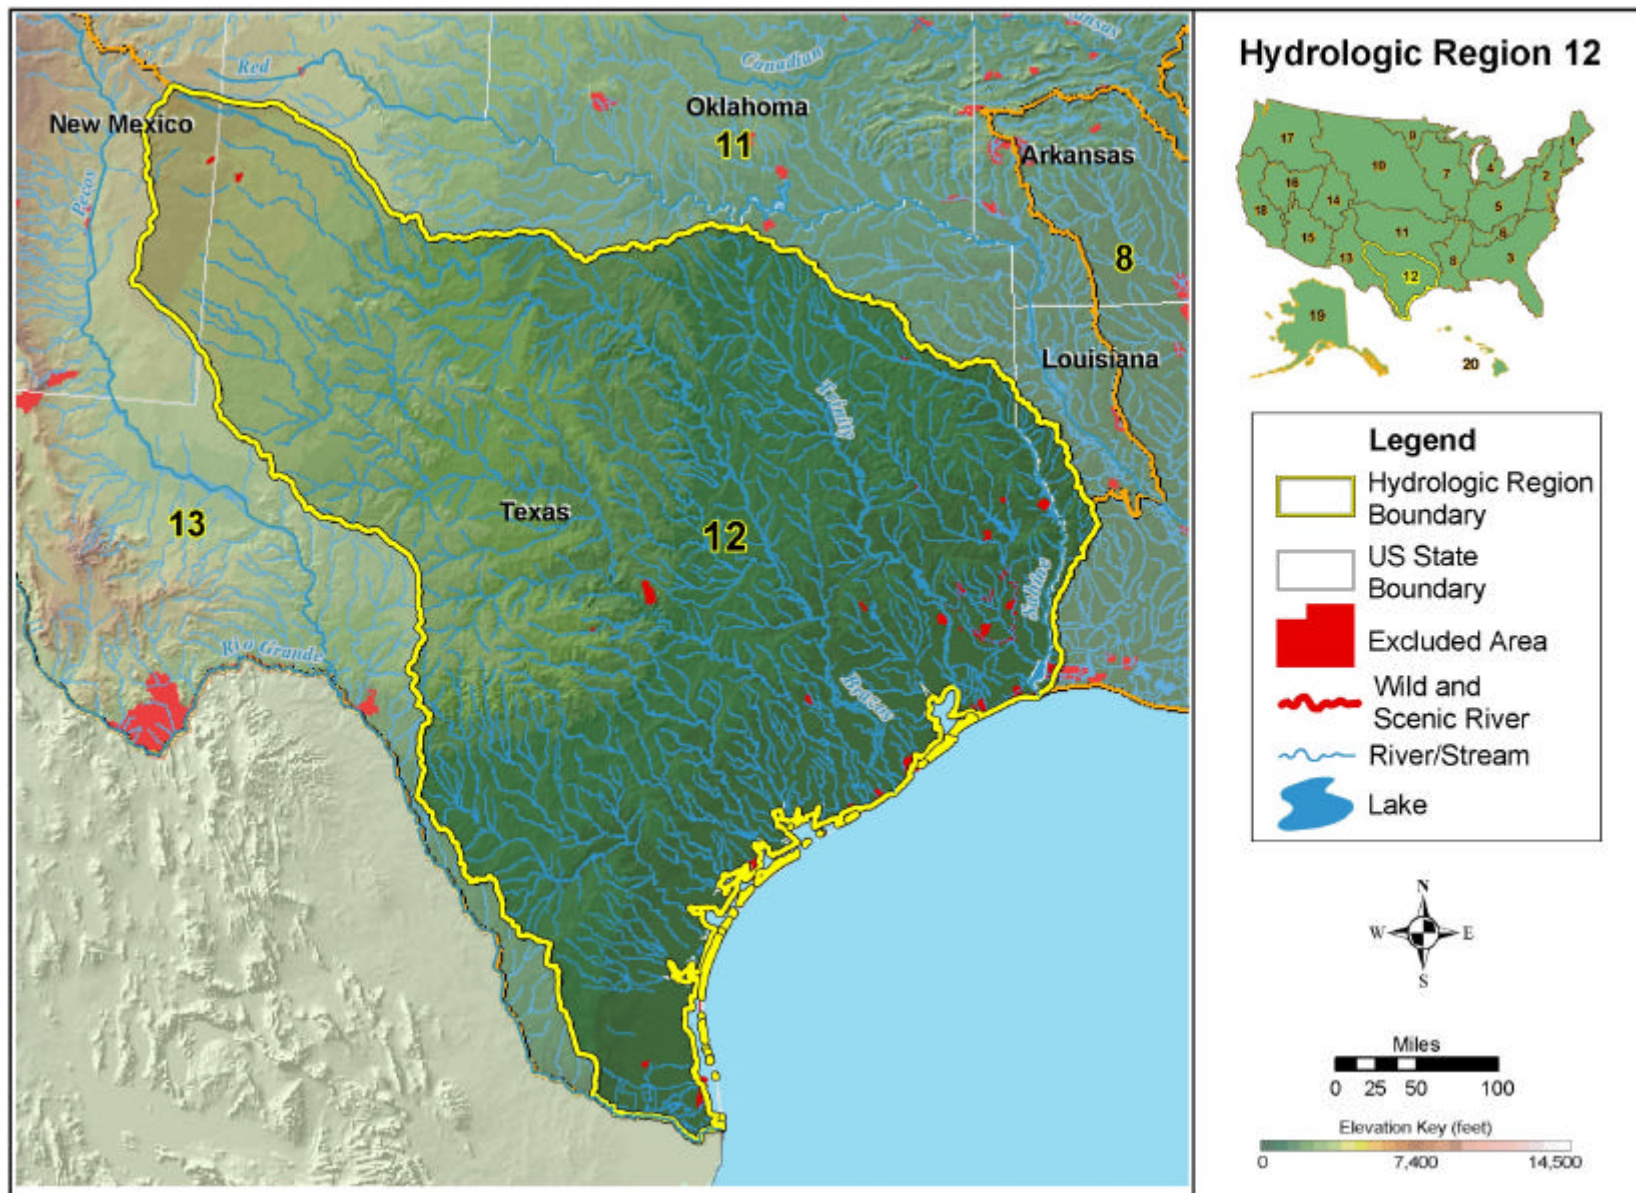 Hydrologic Region 12
Red
Canadian
Arkansas
New Mexico
Oklahoma
11
Arkansas
Pecos
8
Louisiana
Trinity
Texas
12
13
Sabine
Rio Grande
Brazos
17
9
1
10
7
4
2
16
5
18
14
11
6
15
13
12
8
3
19
20
Legend
Hydrologic Region
Boundary
US State
Boundary
Excluded Area
Wild and
Scenic River
River/Stream
Lake
N
W
E
S
Miles
0 25 50 100
Elevation Key (feet)
0 7,400 14,500